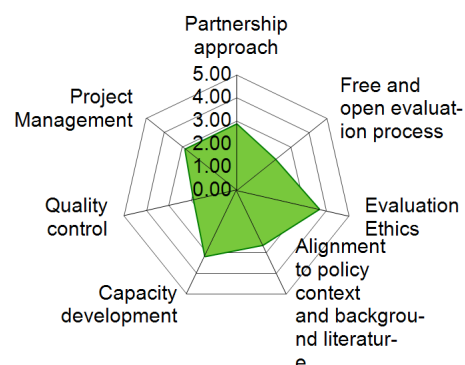 Partnership
approach
5.00
4.00
3.00
2.00
1.00
0.00
Free and
open evaluat-
ion process
Evaluation
Ethics
Alignment
to policy
context
and backgrou-
nd literatur-
e
Capacity
development
Quality
control
Project
Management